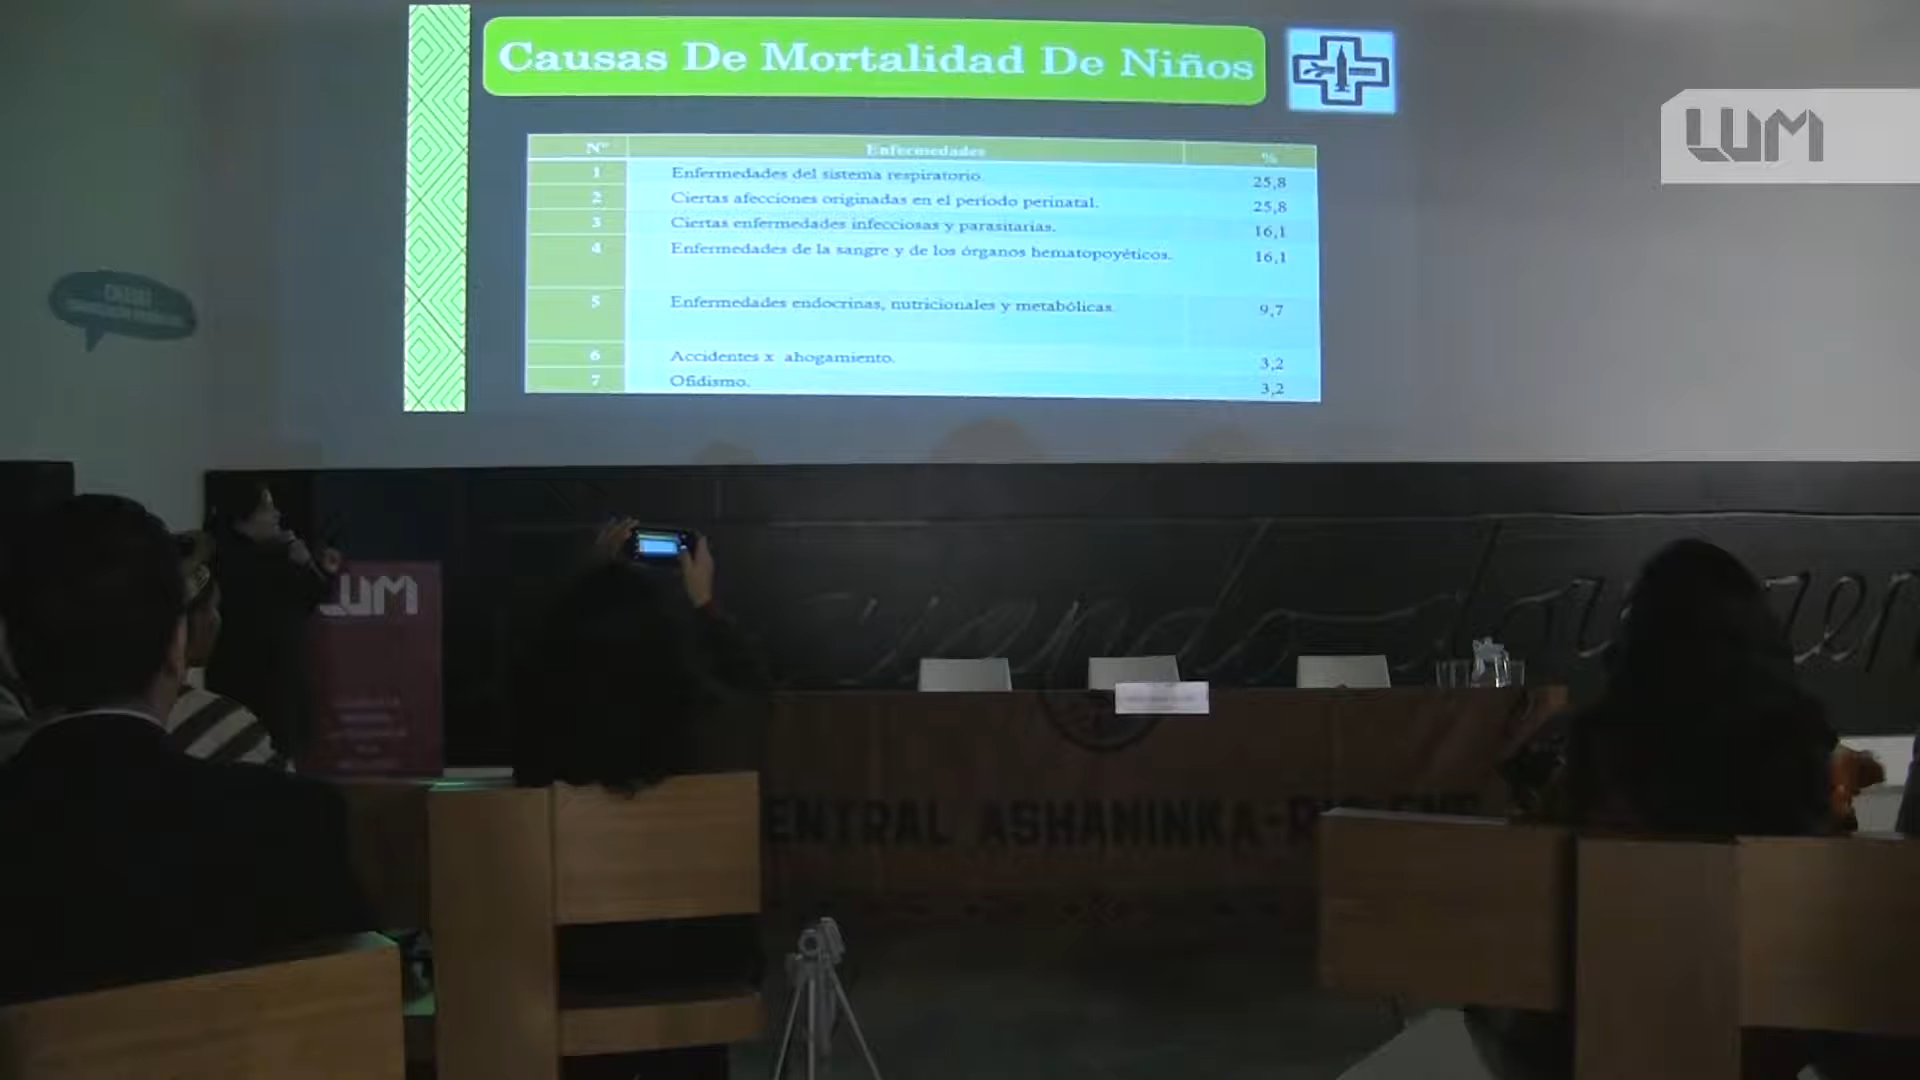 Causas De Mortalidad De Niños
N° Enfermedades %
1 Enfermedades del sistema respiratorio. 25,8
2 Ciertas afecciones originadas en el periodo perinatal. 25,8
3 Ciertas enfermedades infecciosas y parasitarias. 16,1
4 Enfermedades de la sangre y de los órganos hematopoyéticos. 16,1
5 Enfermedades endocrinas, nutricionales y metabólicas. 9,7
6 Accidentes x ahogamiento. 3,2
7 Ofidismo. 3,2
LUM
LUM
ENTRAL ASHANINKA-R